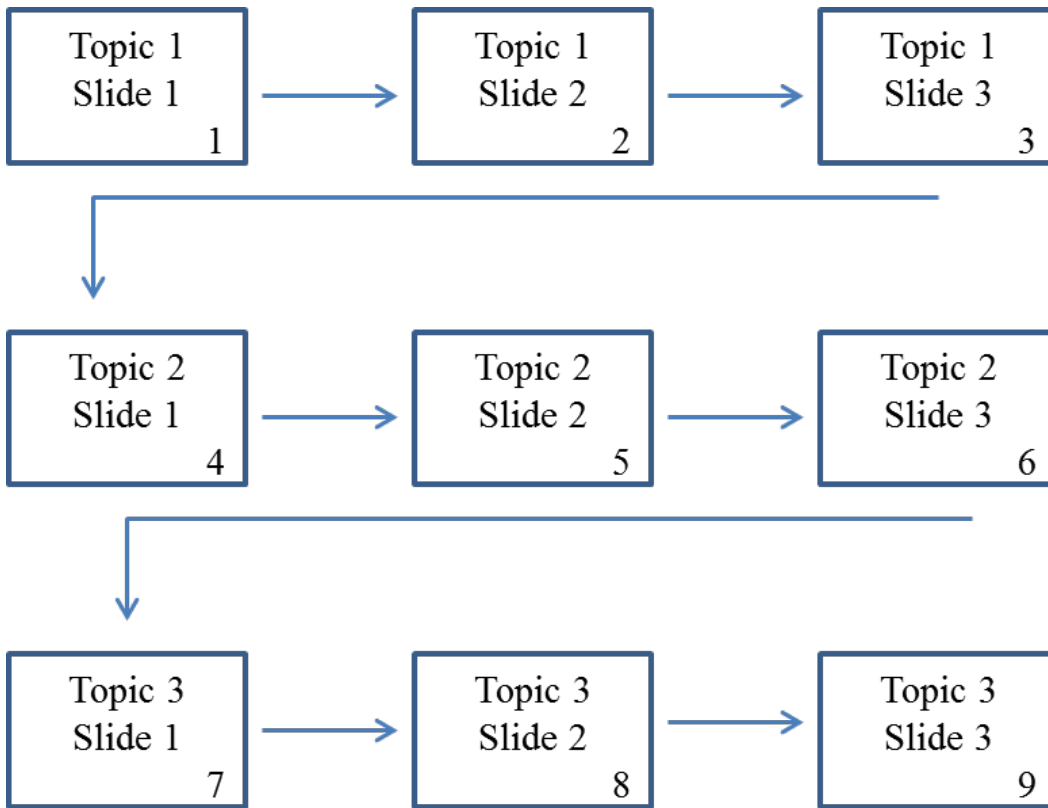 Topic 1
Slide 1
1
Topic 1
Slide 2
2
Topic 1
Slide 3
3
Topic 2
Slide 1
4
Topic 2
Slide 2
5
Topic 2
Slide 3
6
Topic 3
Slide 1
7
Topic 3
Slide 2
8
Topic 3
Slide 3
9